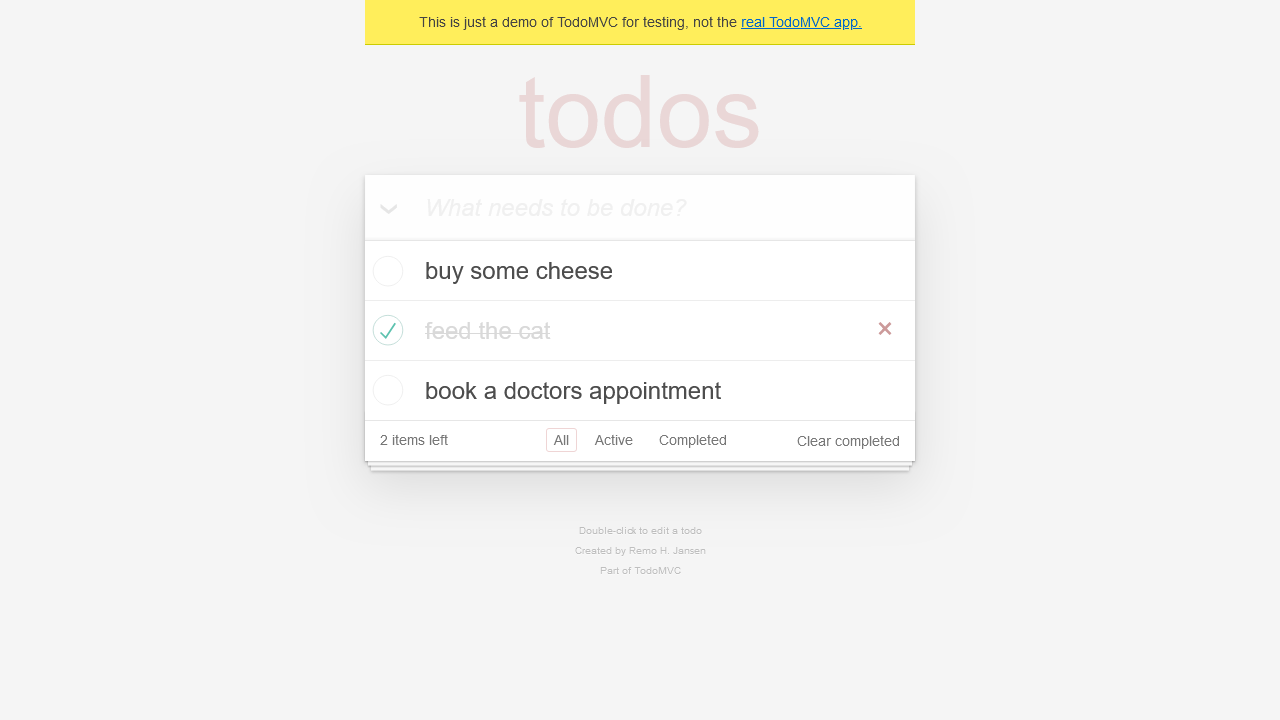 This is just a demo of TodoMVC for testing, not the real TodoMVC app.
todos
What needs to be done?
buy some cheese
feed the cat
book a doctors appointment
2 items left
All
Active
Completed
Clear completed
Double-click to edit a todo
Created by Remo H. Jansen
Part of TodoMVC